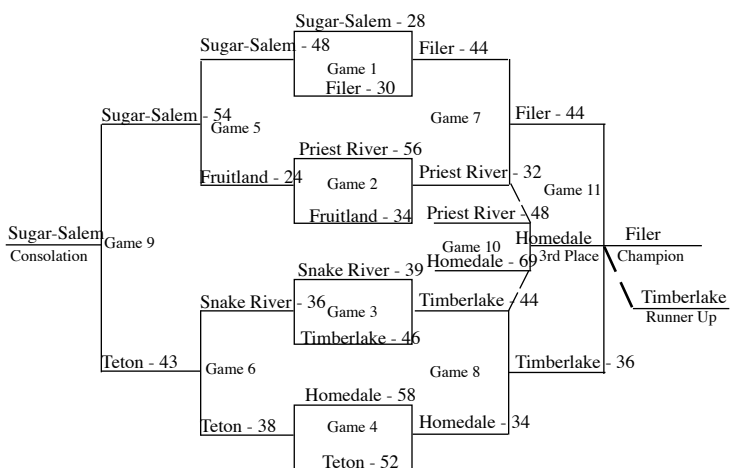 Sugar-Salem - 28
Sugar-Salem - 48
Filer - 44
Game 1
Filer - 30
Sugar-Salem - 54
Game 5
Game 7
Filer - 44
Priest River - 56
Fruitland - 24
Game 2
Priest River - 32
Game 11
Fruitland - 34
Priest River - 48
Sugar-Salem
Consolation
Game 9
Game 10
Homedale
3rd Place
Filer
Champion
Homedale - 69
Snake River - 39
Snake River - 36
Game 3
Timberlake - 44
Timberlake
Runner Up
Timberlake - 46
Teton - 43
Game 6
Game 8
Timberlake - 36
Homedale - 58
Teton - 38
Game 4
Homedale - 34
Teton - 52